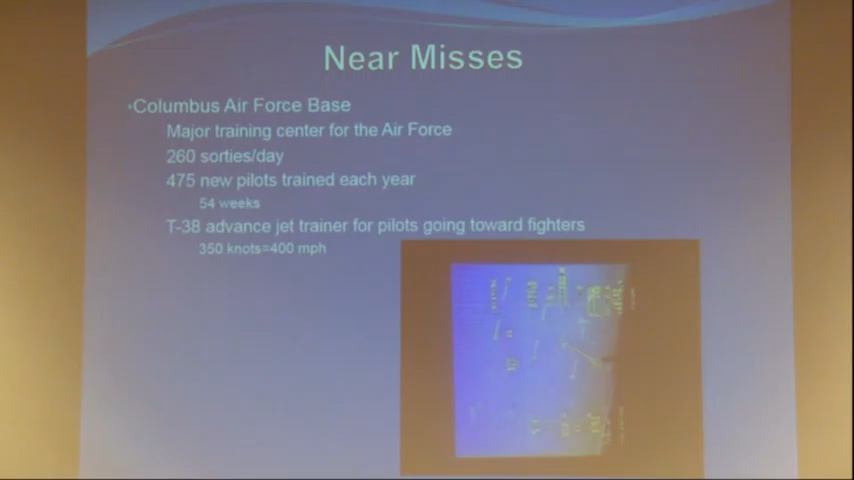 Near Misses
•Columbus Air Force Base
Major training center for the Air Force
260 sorties/day
475 new pilots trained each year
54 weeks
T-38 advance jet trainer for pilots going toward fighters
350 knots=400 mph